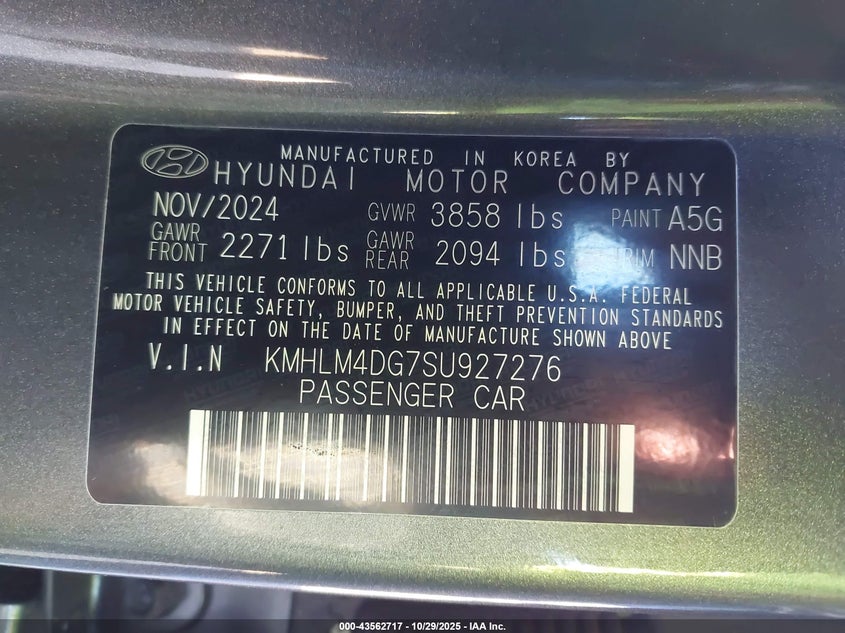 MANUFACTURED IN KOREA BY
HYUNDAI MOTOR COMPANY
NOV/2024 GVWR 3858 lbs PAINT A5G
GAWR FRONT 2271 lbs GAWR REAR 2094 lbs TRIM NNB
THIS VEHICLE CONFORMS TO ALL APPLICABLE U.S.A. FEDERAL
MOTOR VEHICLE SAFETY, BUMPER, AND THEFT PREVENTION STANDARDS
IN EFFECT ON THE DATE OF MANUFACTURE SHOWN ABOVE
V.I.N KMHLM4DG7SU927276
PASSENGER CAR
000-43562717 - 10/29/2025 - IAA Inc.